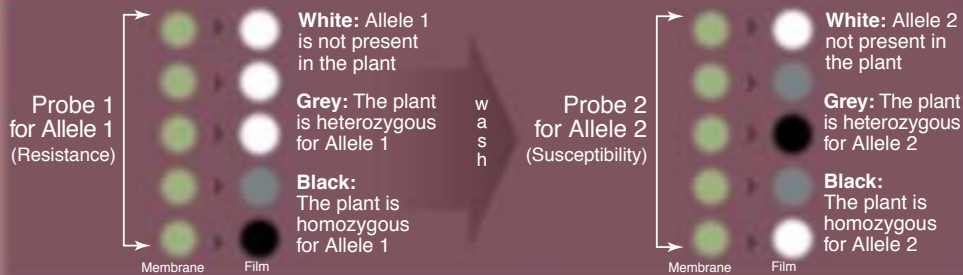 Probe 1
for Allele 1
(Resistance)
Membrane
Film
White: Allele 1
is not present
in the plant
Grey: The plant
is heterozygous
for Allele 1
Black:
The plant is
homozygous
for Allele 1
w
a
s
h
Probe 2
for Allele 2
(Susceptibility)
Membrane
Film
White: Allele 2
not present in
the plant
Grey: The plant
is heterozygous
for Allele 2
Black:
The plant is
homozygous
for Allele 2